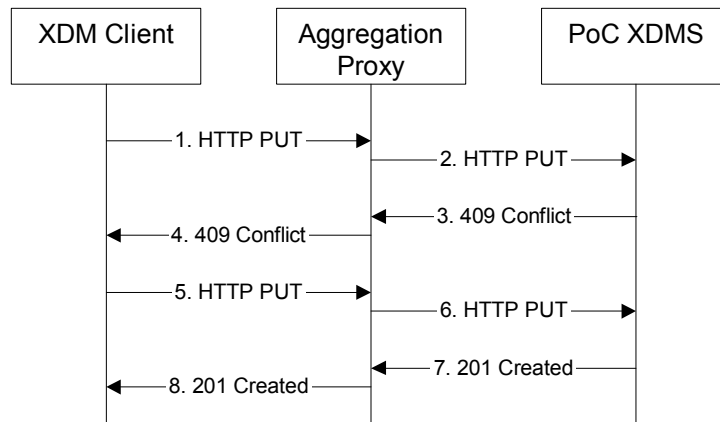 XDM Client
Aggregation
Proxy
PoC XDMS
1. HTTP PUT
2. HTTP PUT
3. 409 Conflict
4. 409 Conflict
5. HTTP PUT
6. HTTP PUT
7. 201 Created
8. 201 Created